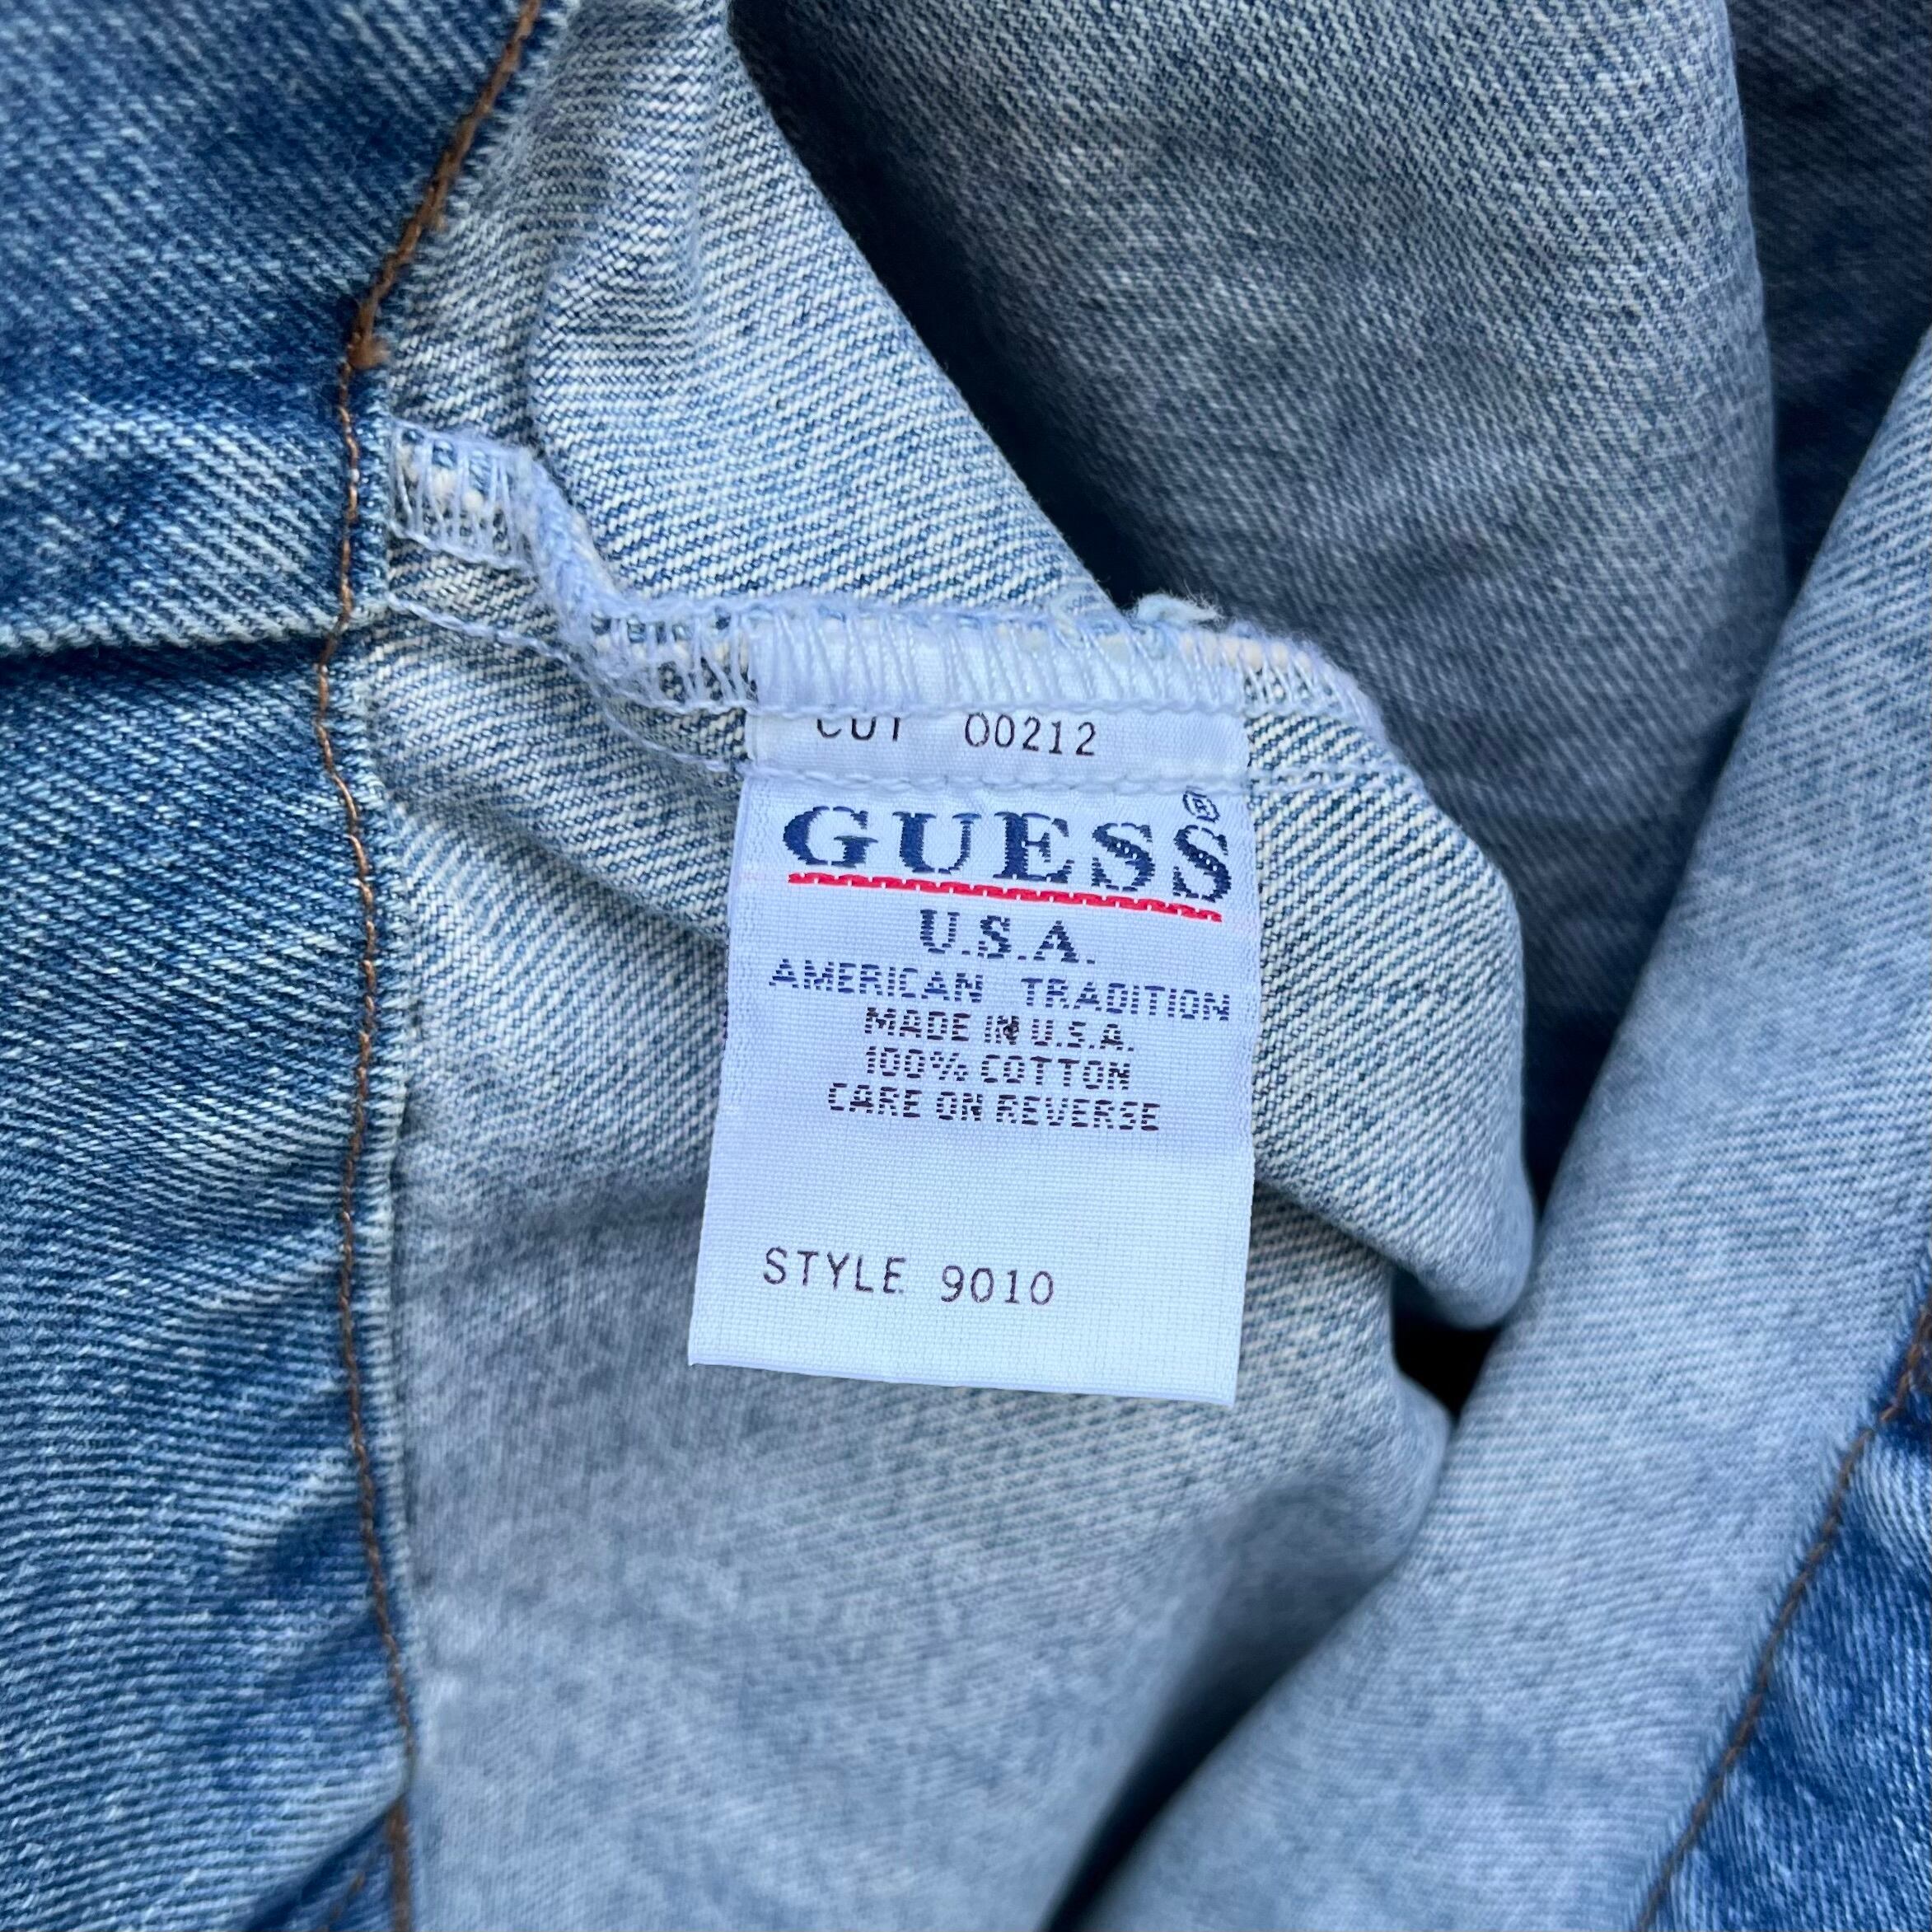 CUT 00212
GUESS®
U.S.A.
AMERICAN TRADITION
MADE IN U.S.A.
100% COTTON
CARE ON REVERSE
STYLE 9010